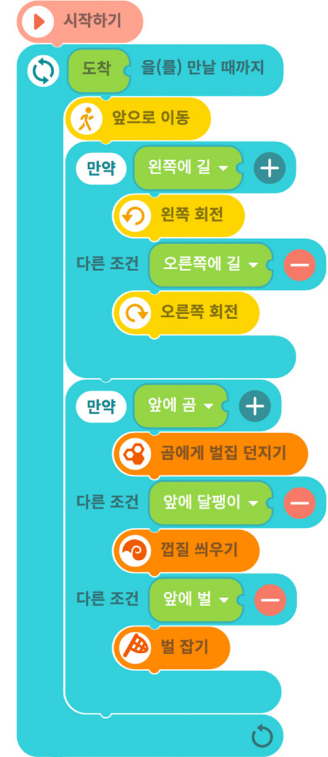 시작하기
도착 을(를) 만날 때까지
앞으로 이동
만약 왼쪽에 길
왼쪽 회전
다른 조건 오른쪽에 길
오른쪽 회전
만약 앞에 곰
곰에게 벌집 던지기
다른 조건 앞에 달팽이
껍질 씌우기
다른 조건 앞에 벌
벌 잡기